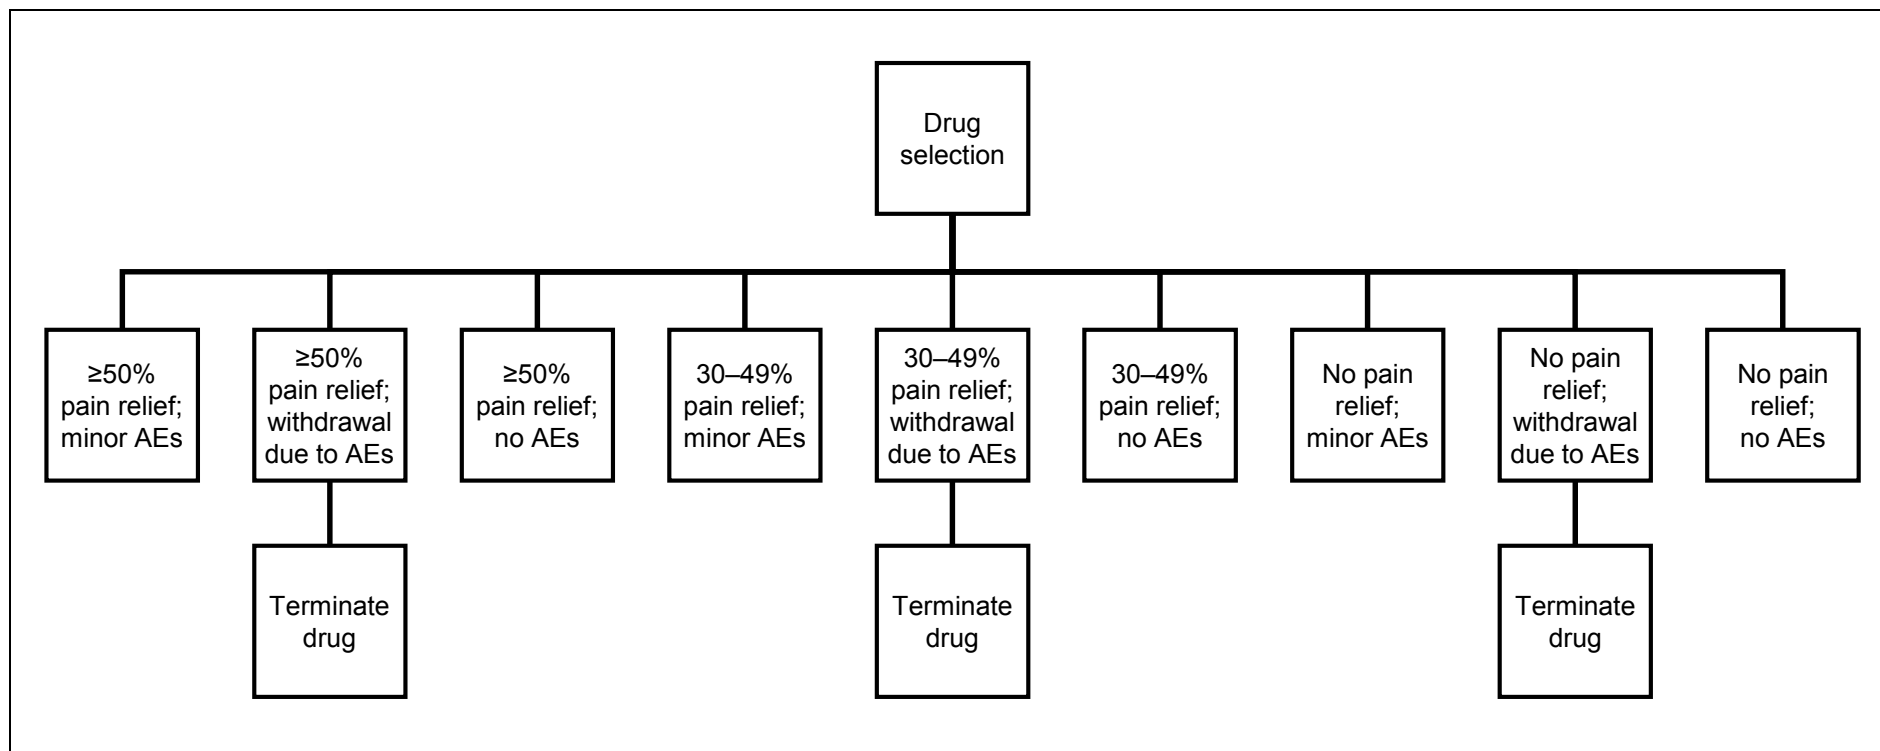 Drug
selection
≥50%
pain relief;
minor AEs
≥50%
pain relief;
withdrawal
due to AEs
≥50%
pain relief;
no AEs
30–49%
pain relief;
minor AEs
30–49%
pain relief;
withdrawal
due to AEs
30–49%
pain relief;
no AEs
No pain
relief;
minor AEs
No pain
relief;
withdrawal
due to AEs
No pain
relief;
no AEs
Terminate
drug
Terminate
drug
Terminate
drug